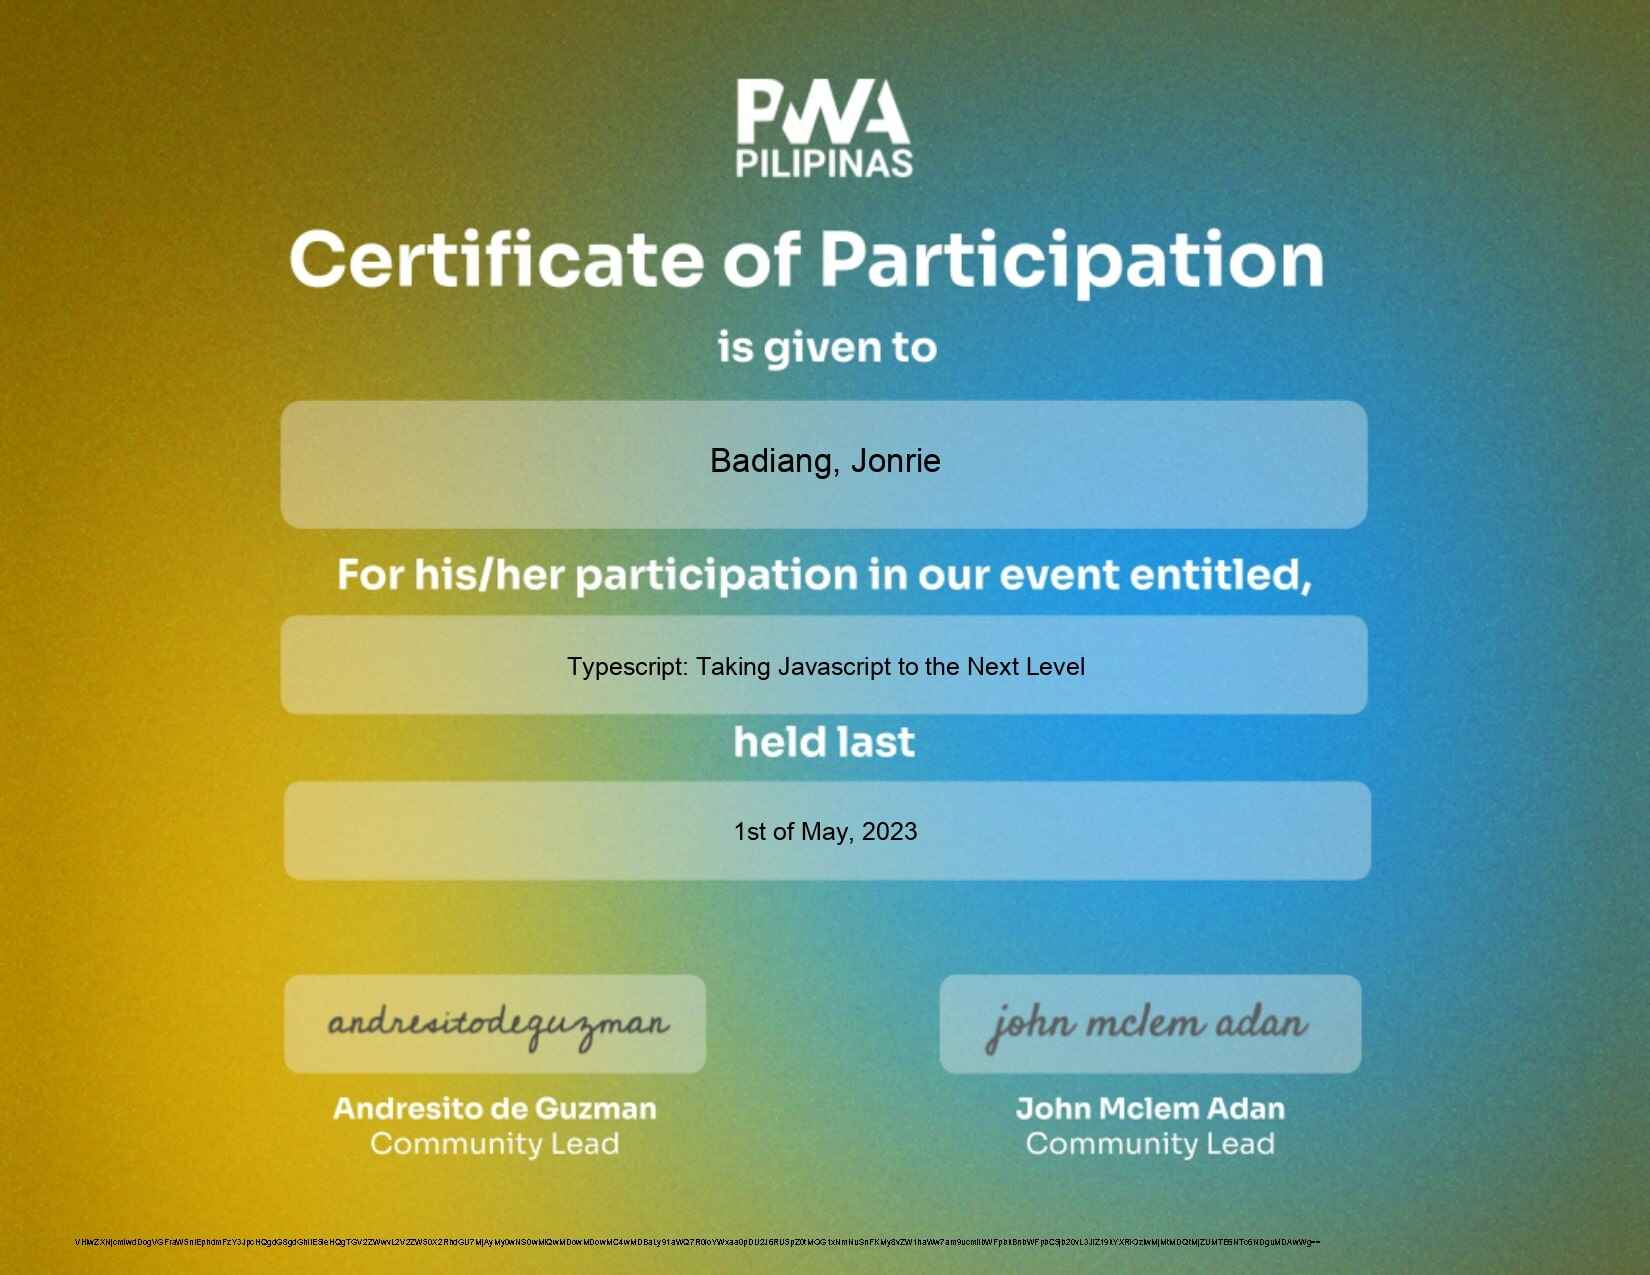 PWA
PILIPINAS
Certificate of Participation
is given to
Badiang, Jonrie
For his/her participation in our event entitled,
Typescript: Taking Javascript to the Next Level
held last
1st of May, 2023
andresitodeguzman
john mclem adan
Andresito de Guzman
John Mclem Adan
Community Lead
Community Lead